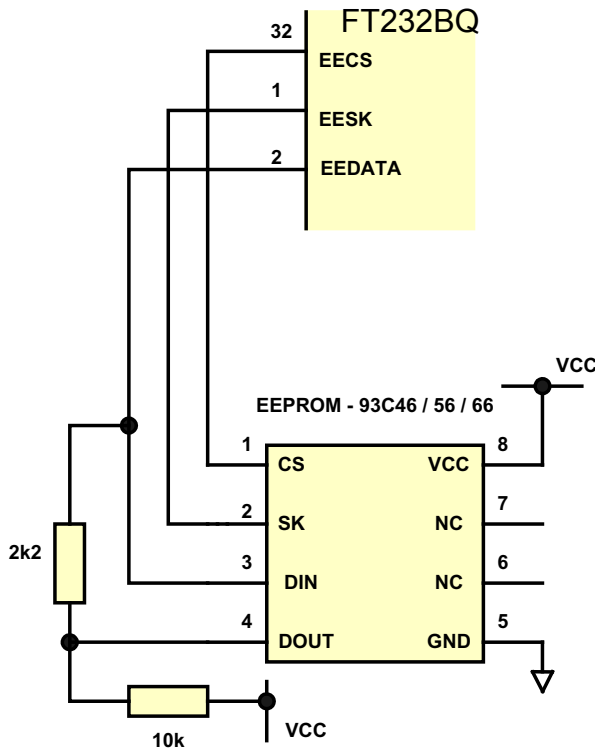 FT232BQ
32
EECS
1
EESK
2
EEDATA
VCC
EEPROM - 93C46 / 56 / 66
1
CS
VCC
8
2
SK
NC
7
2k2
3
DIN
NC
6
4
DOUT
GND
5
10k
VCC